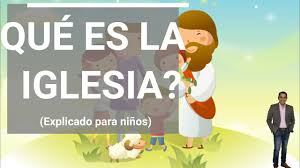 QUÉ ES LA
IGLESIA?
(Explicado para niños)